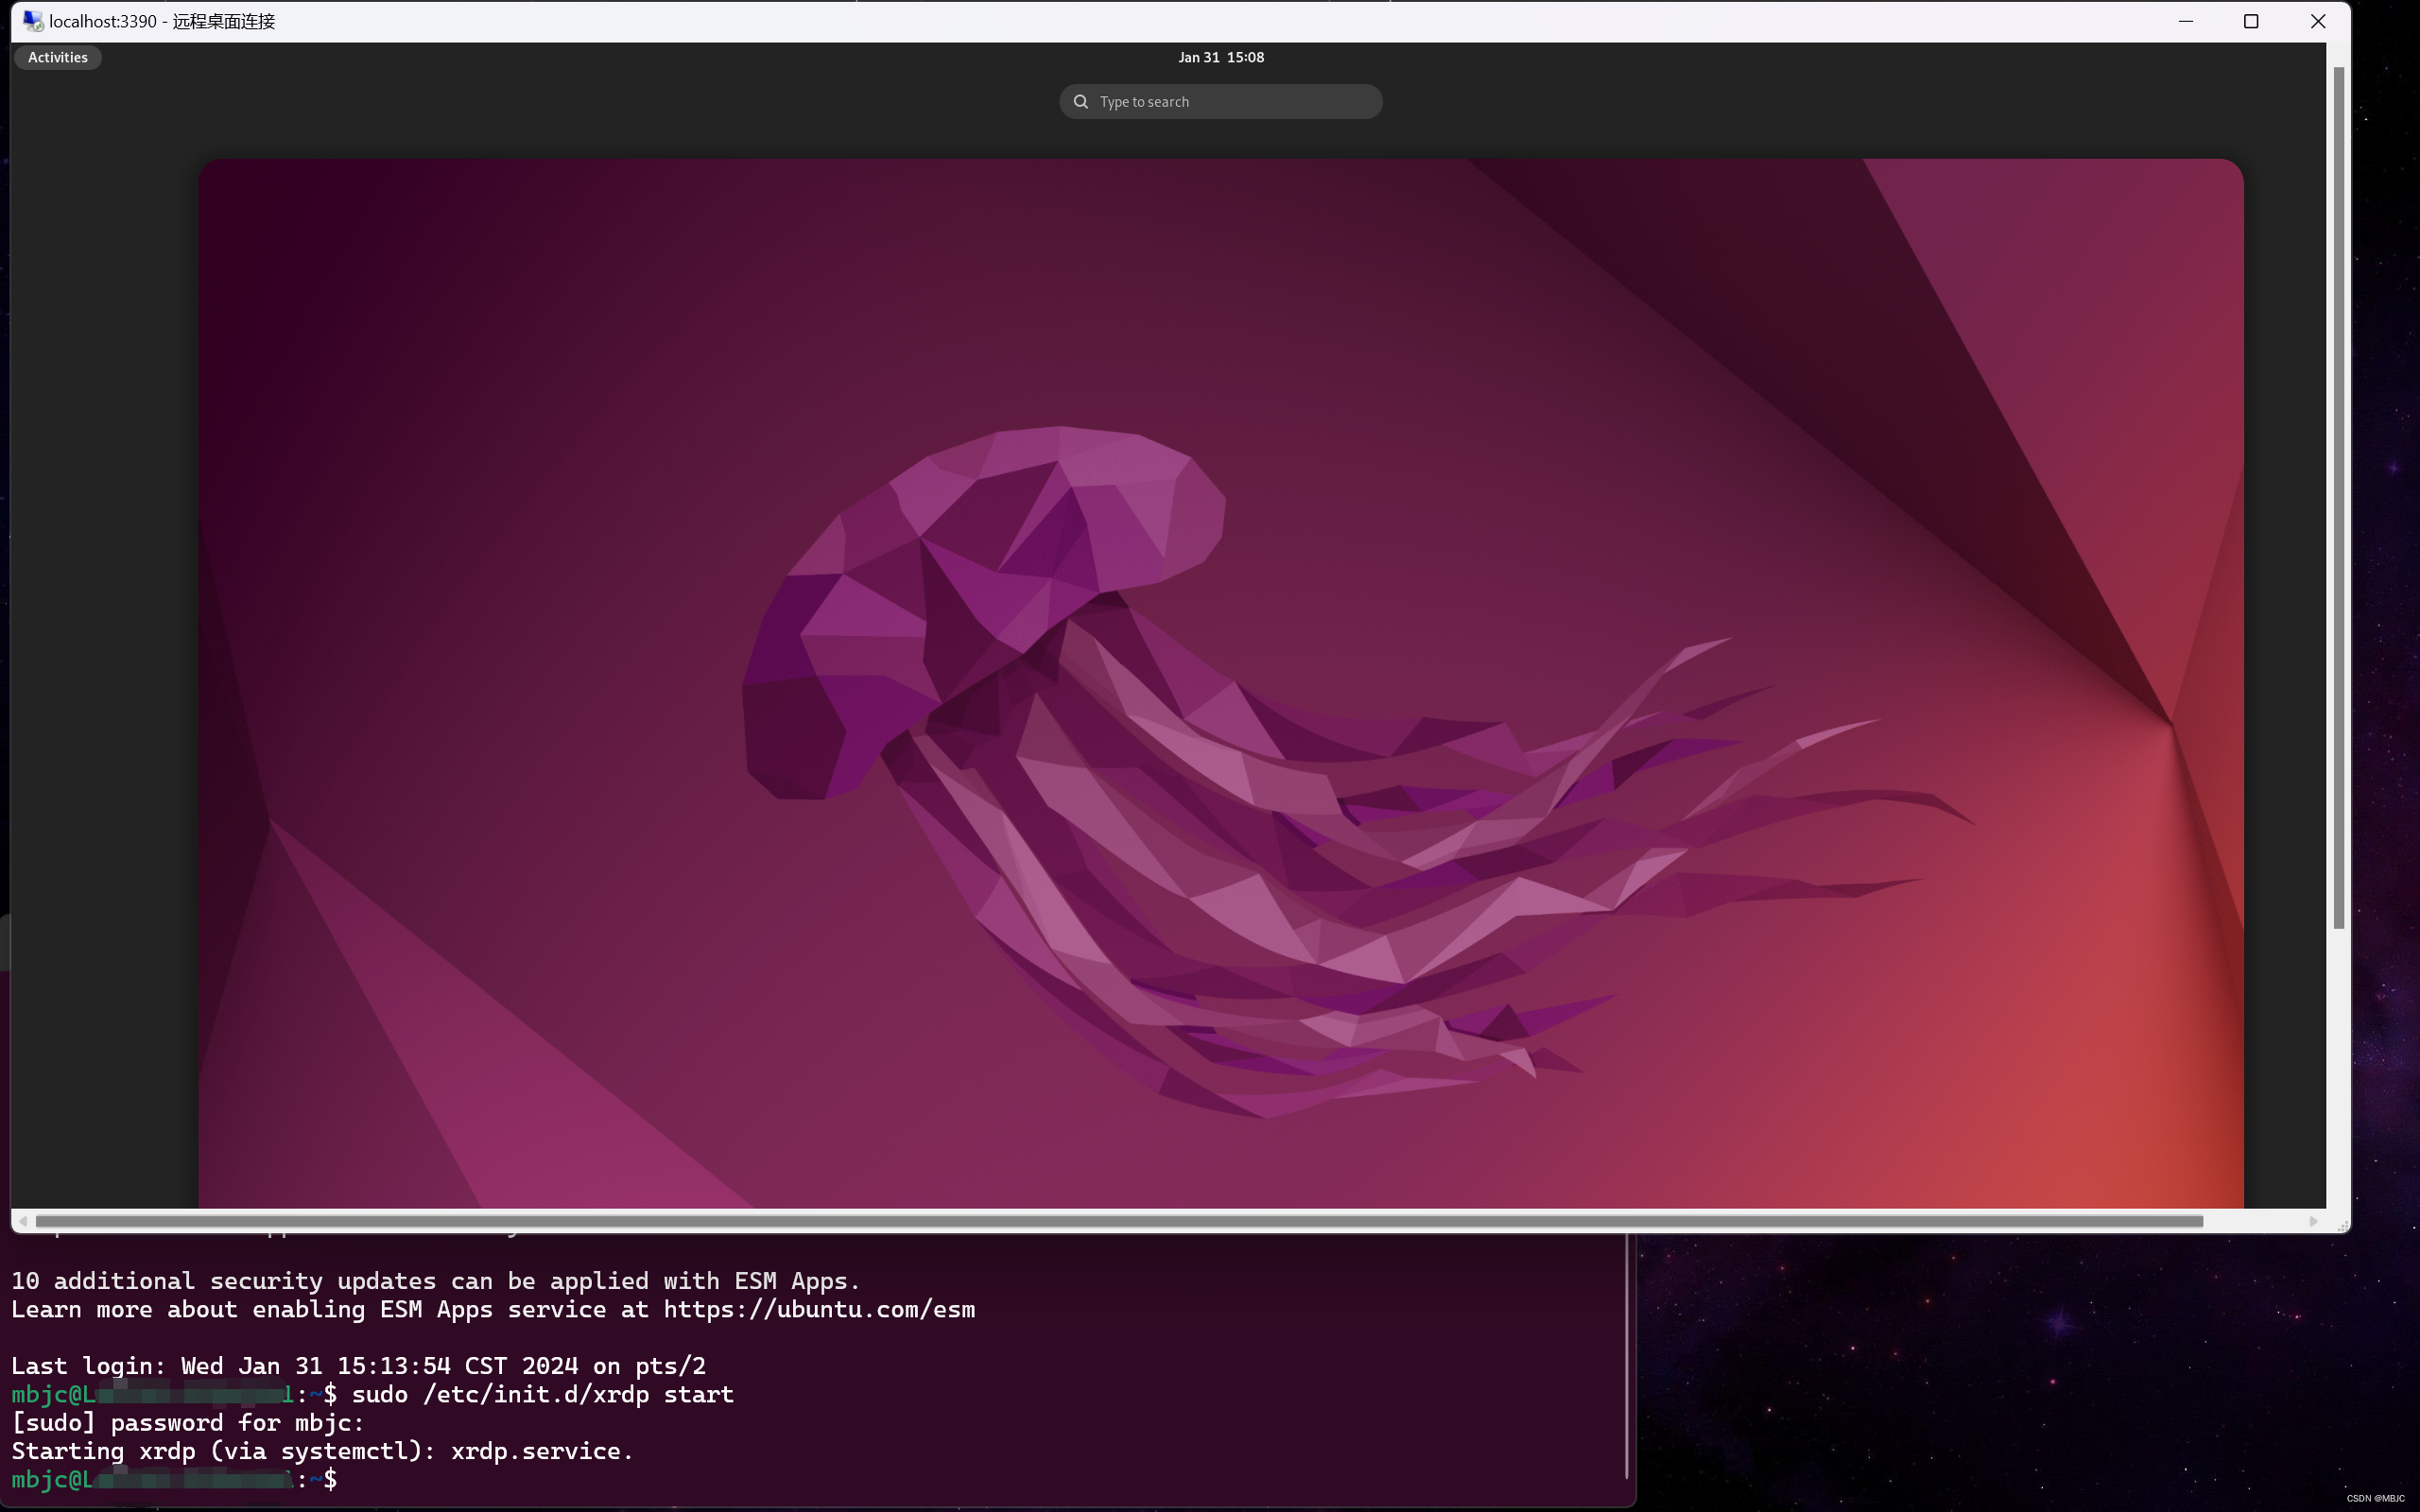 localhost:3390 - 远程桌面连接
Activities
Jan 31 15:08
Type to search
10 additional security updates can be applied with ESM Apps.
Learn more about enabling ESM Apps service at https://ubuntu.com/esm
Last login: Wed Jan 31 15:13:54 CST 2024 on pts/2
mbjc@L :~$ sudo /etc/init.d/xrdp start
[sudo] password for mbjc:
Starting xrdp (via systemctl): xrdp.service.
mbjc@L :~$
CSDN @MBJC